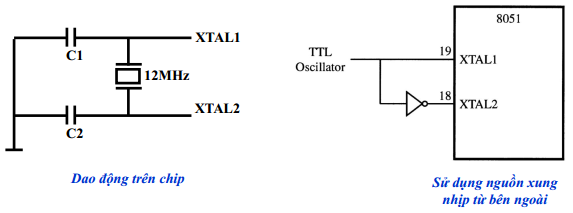 XTAL1
C1
12MHz
XTAL2
C2
Dao động trên chip
8051
TTL
Oscillator
19
XTAL1
18
XTAL2
Sử dụng nguồn xung
nhịp từ bên ngoài